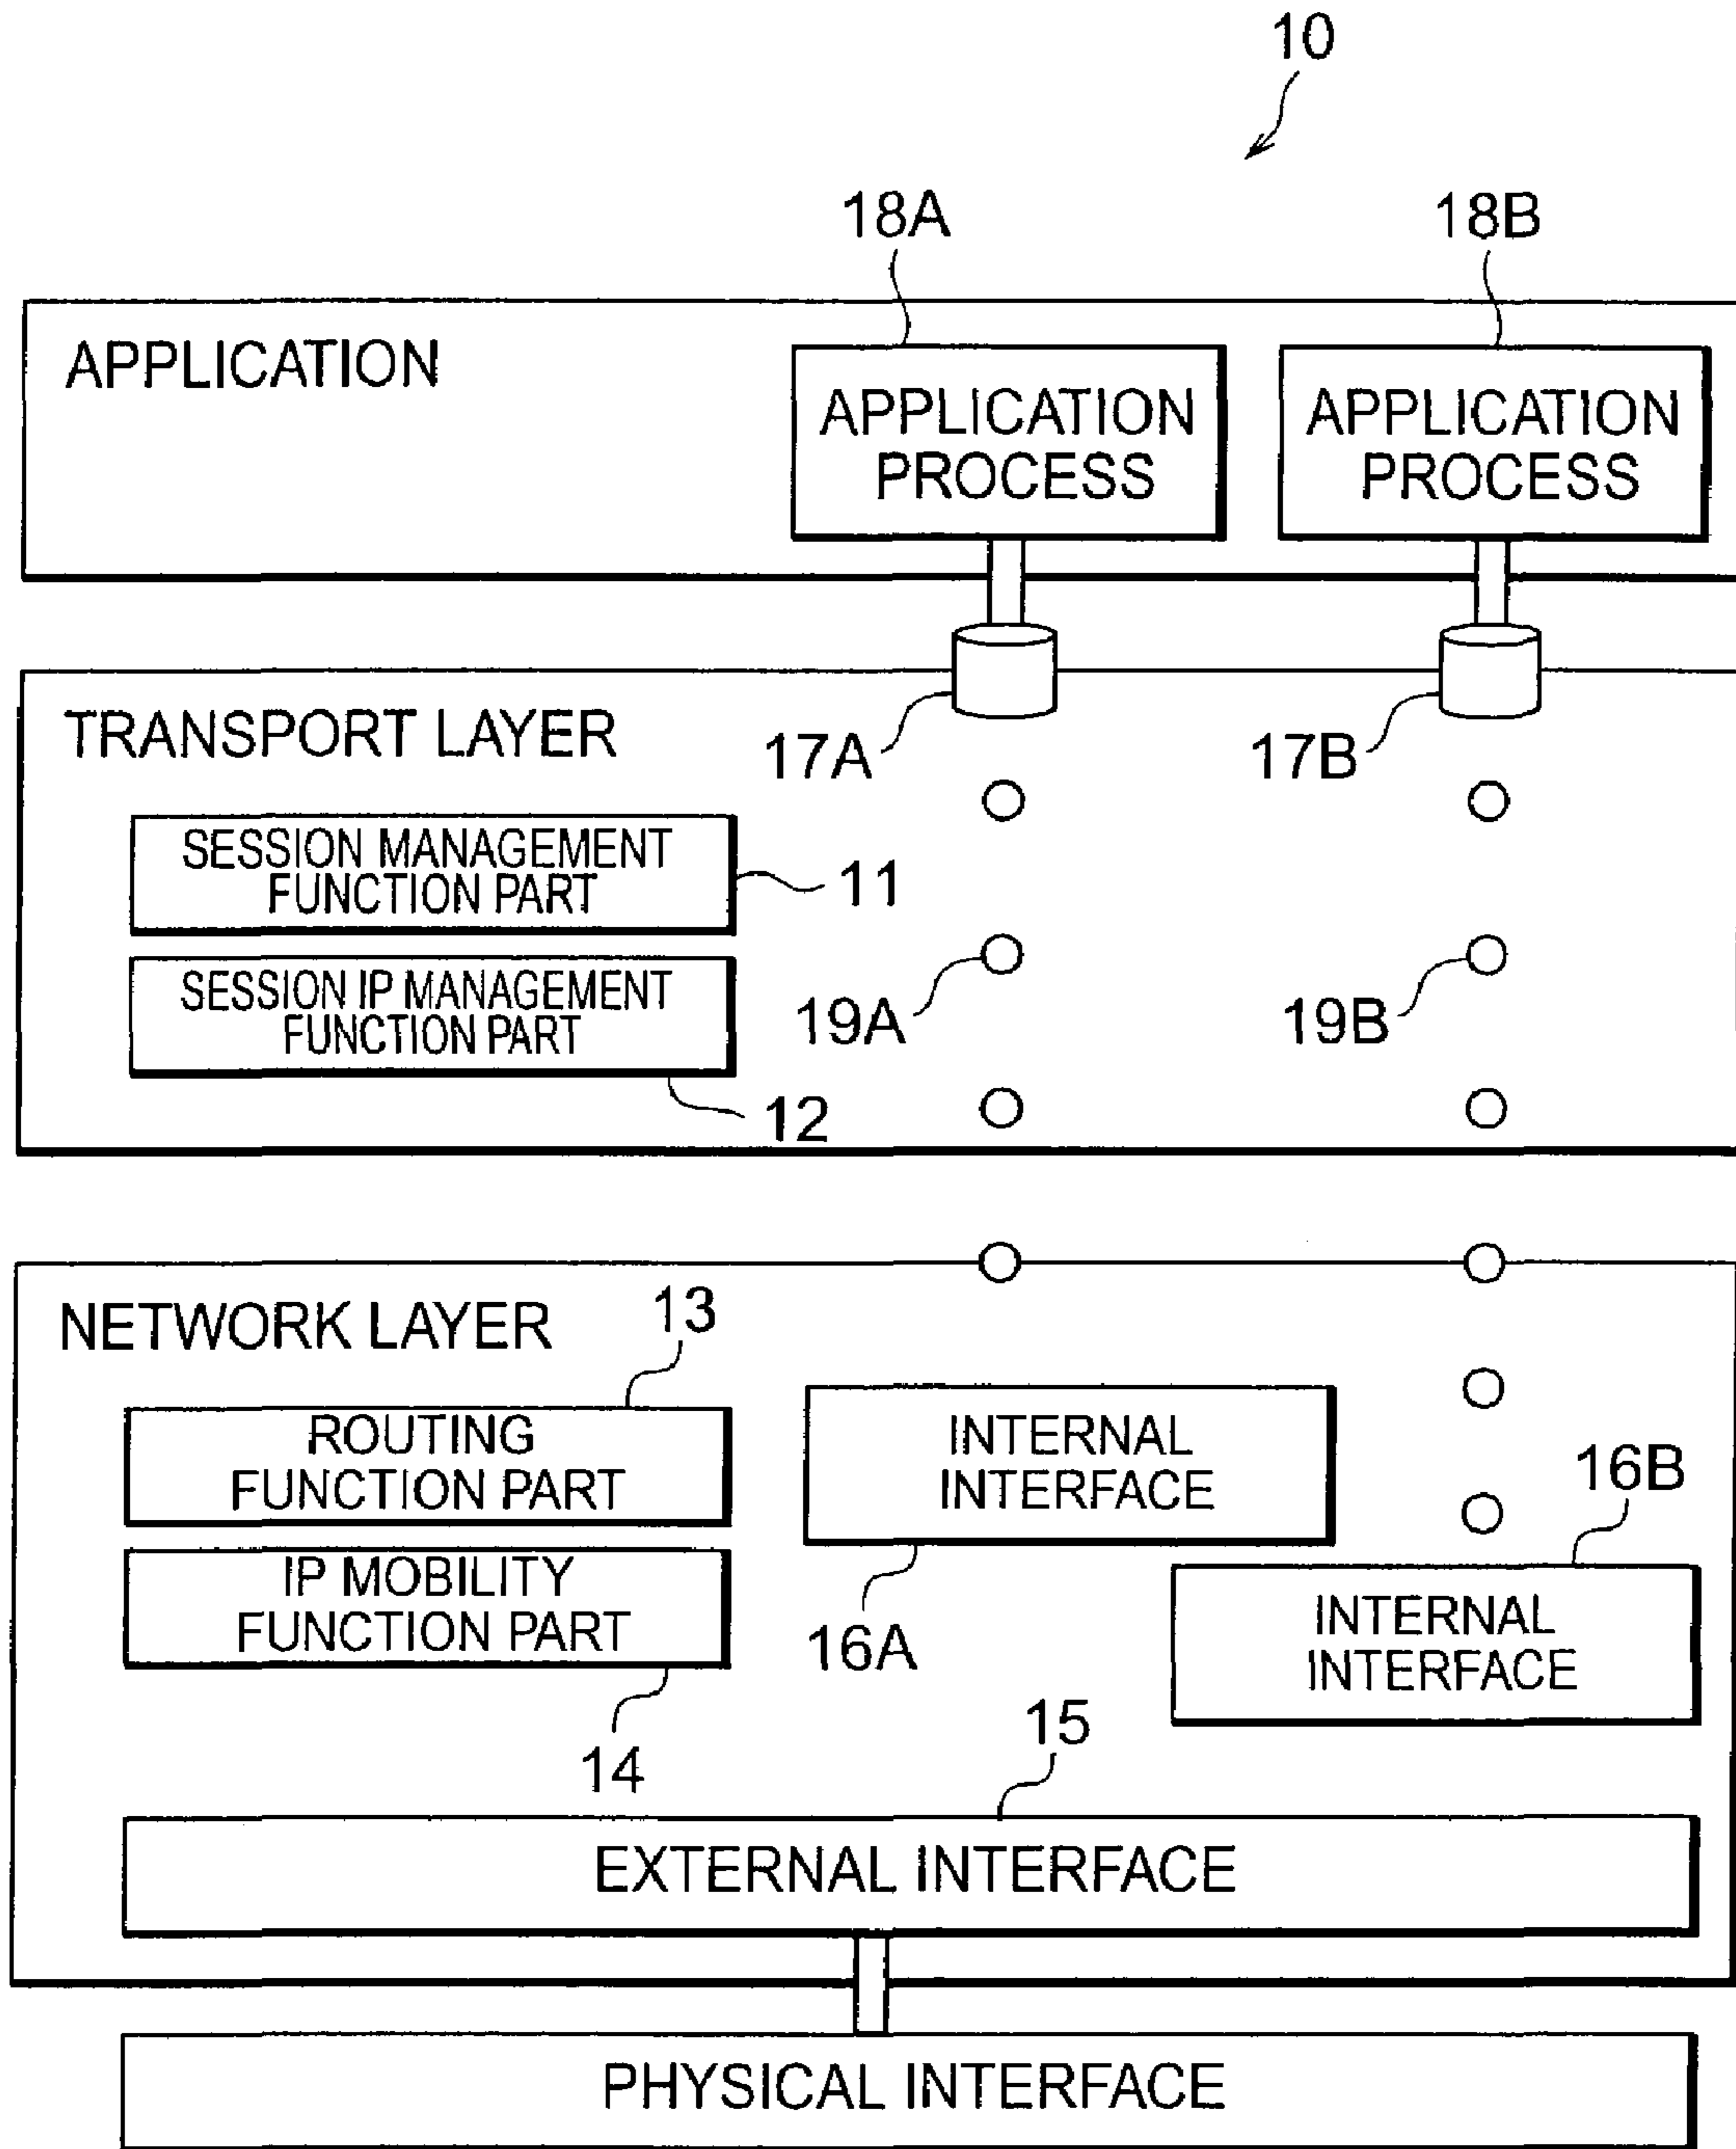 10
18A
18B
APPLICATION
APPLICATION
PROCESS
APPLICATION
PROCESS
TRANSPORT LAYER
17A
17B
SESSION MANAGEMENT
FUNCTION PART
11
SESSION IP MANAGEMENT
FUNCTION PART
19A
19B
12
NETWORK LAYER
13
ROUTING
FUNCTION PART
INTERNAL
INTERFACE
16B
IP MOBILITY
FUNCTION PART
16A
INTERNAL
INTERFACE
14
15
EXTERNAL INTERFACE
PHYSICAL INTERFACE